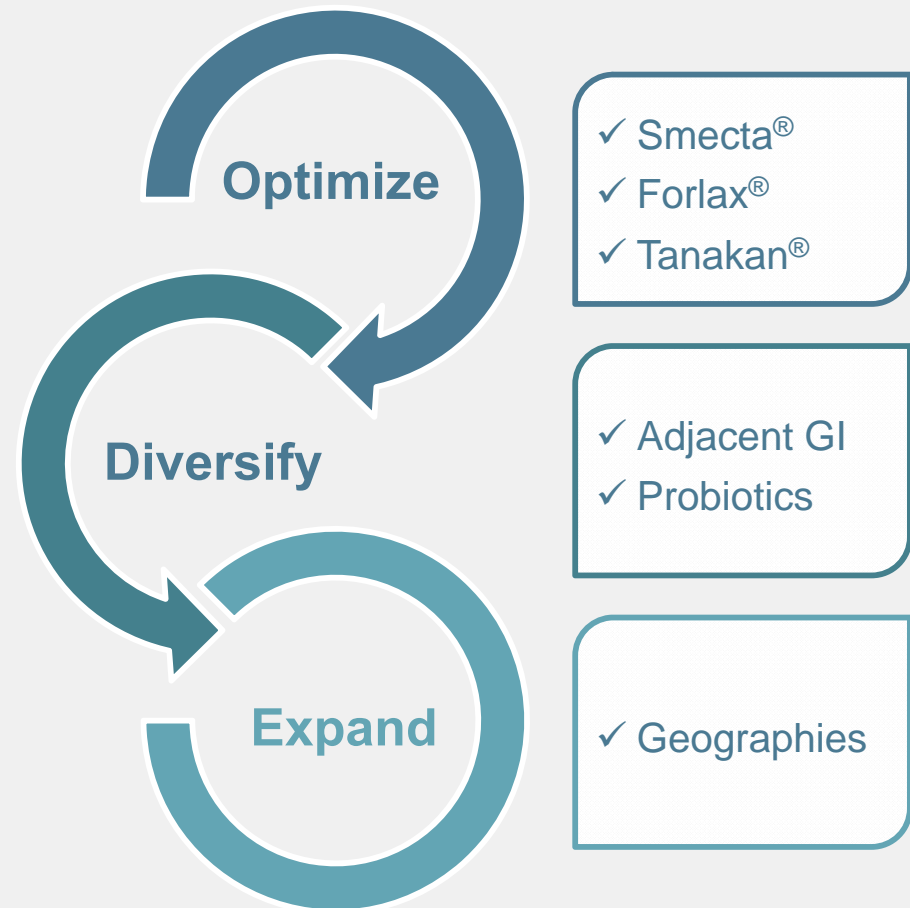 Optimize
✓ Smecta®
✓ Forlax®
✓ Tanakan®
Diversify
✓ Adjacent GI
✓ Probiotics
Expand
✓ Geographies